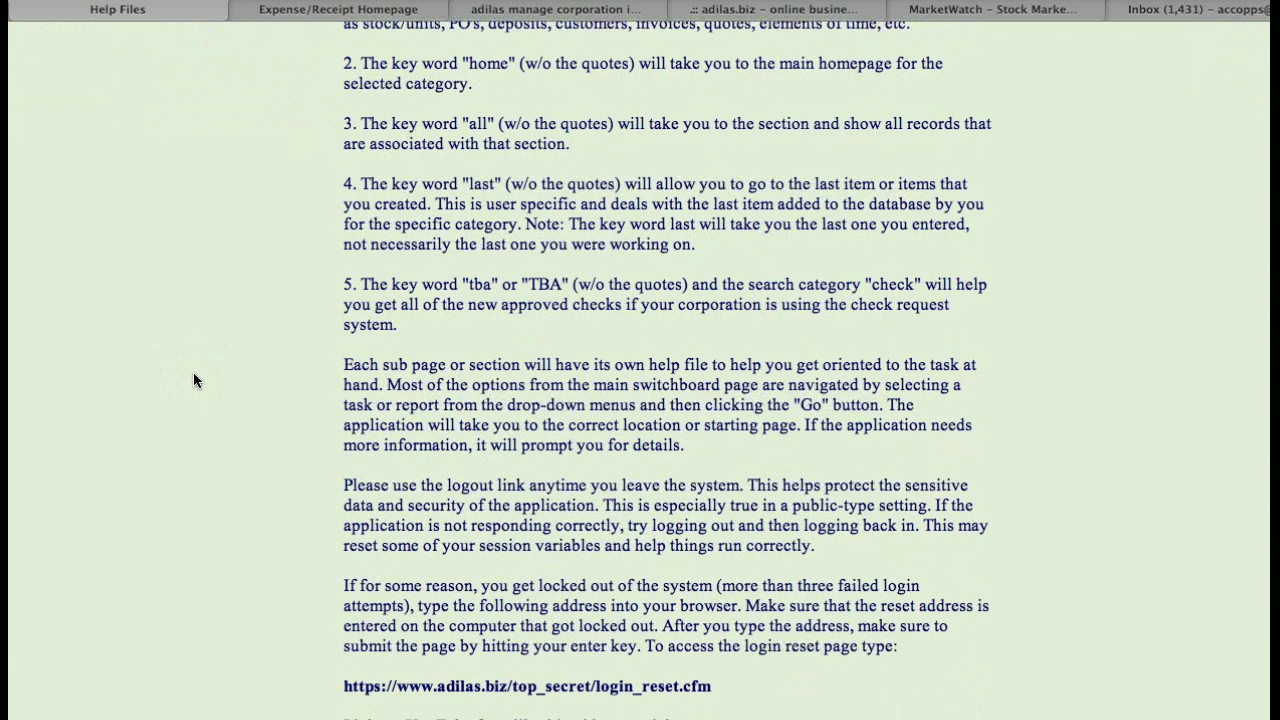 Help Files
Expense/Receipt Homepage
adilas manage corporation i...
.:: adilas.biz – online busine...
MarketWatch – Stock Marke...
Inbox (1,431) – accopps@
as stock/units, PO's, deposits, customers, invoices, quotes, elements of time, etc.
2. The key word "home" (w/o the quotes) will take you to the main homepage for the
selected category.
3. The key word "all" (w/o the quotes) will take you to the section and show all records that
are associated with that section.
4. The key word "last" (w/o the quotes) will allow you to go to the last item or items that
you created. This is user specific and deals with the last item added to the database by you
for the specific category. Note: The key word last will take you the last one you entered,
not necessarily the last one you were working on.
5. The key word "tba" or "TBA" (w/o the quotes) and the search category "check" will help
you get all of the new approved checks if your corporation is using the check request
system.
Each sub page or section will have its own help file to help you get oriented to the task at
hand. Most of the options from the main switchboard page are navigated by selecting a
task or report from the drop-down menus and then clicking the "Go" button. The
application will take you to the correct location or starting page. If the application needs
more information, it will prompt you for details.
Please use the logout link anytime you leave the system. This helps protect the sensitive
data and security of the application. This is especially true in a public-type setting. If the
application is not responding correctly, try logging out and then logging back in. This may
reset some of your session variables and help things run correctly.
If for some reason, you get locked out of the system (more than three failed login
attempts), type the following address into your browser. Make sure that the reset address is
entered on the computer that got locked out. After you type the address, make sure to
submit the page by hitting your enter key. To access the login reset page type:
https://www.adilas.biz/top_secret/login_reset.cfm